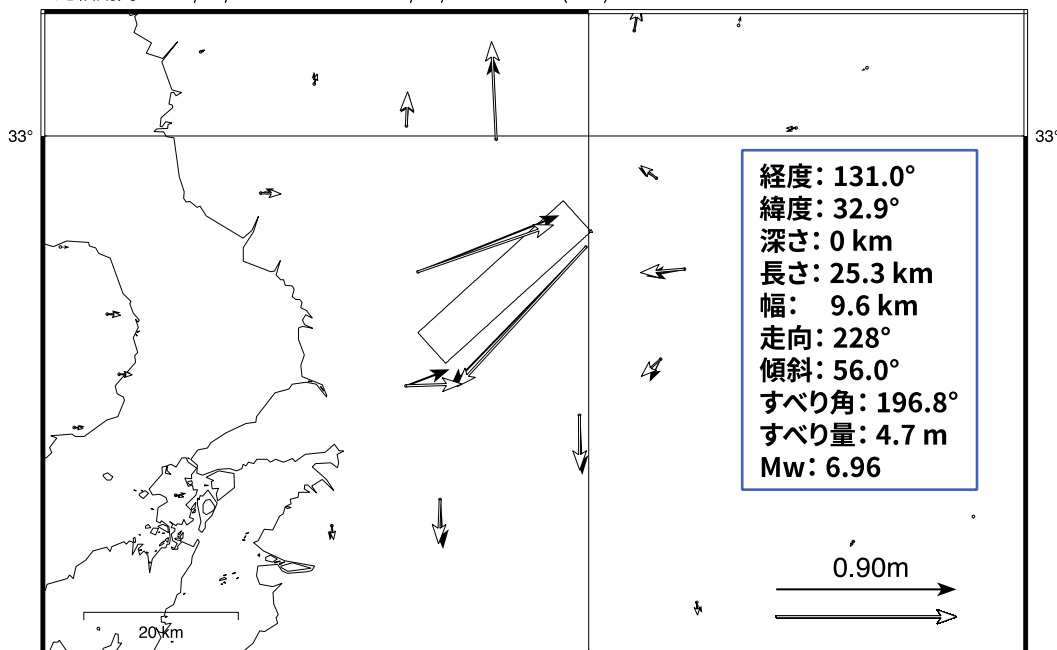 33°
33°
経度：131.0°
緯度：32.9°
深さ：0 km
長さ：25.3 km
幅：　9.6 km
走向：228°
傾斜：56.0°
すべり角：196.8°
すべり量：4.7 m
Mw: 6.96
0.90m
20 km